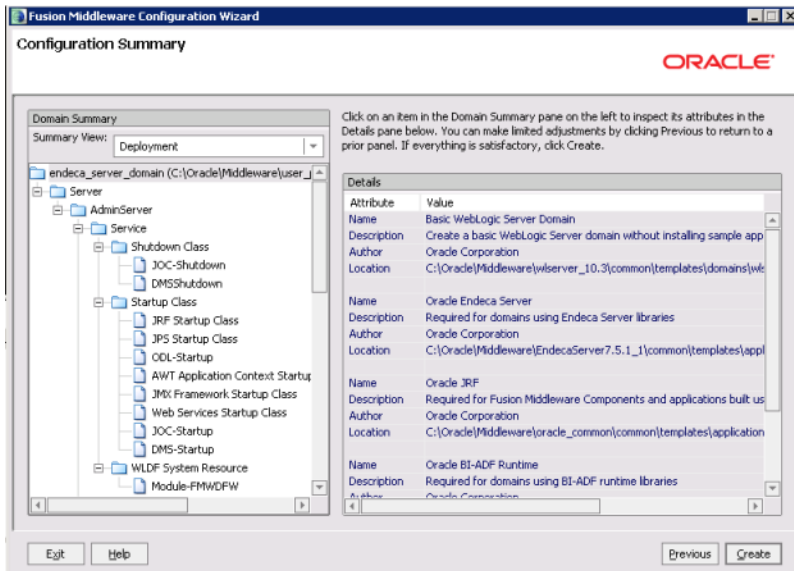 Fusion Middleware Configuration Wizard
Configuration Summary
ORACLE
Domain Summary
Summary View:
Deployment
endeca_server_domain (C:\Oracle\Middleware\user_
Server
AdminServer
Service
Shutdown Class
JOC-Shutdown
DMSShutdown
Startup Class
JRF Startup Class
JPS Startup Class
ODL-Startup
AWT Application Context Startup
JMX Framework Startup Class
Web Services Startup Class
JOC-Startup
DMS-Startup
WLDF System Resource
Module-FMWDFW
Click on an item in the Domain Summary pane on the left to inspect its attributes in the
Details pane below. You can make limited adjustments by clicking Previous to return to a
prior panel. If everything is satisfactory, click Create.
Details
Attribute Value
Name Basic WebLogic Server Domain
Description Create a basic WebLogic Server domain without installing sample app
Author Oracle Corporation
Location C:\Oracle\Middleware\wlserver_10.3\common\templates\domains\wls
Name Oracle Endeca Server
Description Required for domains using Endeca Server libraries
Author Oracle Corporation
Location C:\Oracle\Middleware\EndecaServer7.5.1_1\common\templates\appl
Name Oracle JRF
Description Required for Fusion Middleware Components and applications built us
Author Oracle Corporation
Location C:\Oracle\Middleware\oracle_common\common\templates\application
Name Oracle BI-ADF Runtime
Description Required for domains using BI-ADF runtime libraries
Author Oracle Corporation
Exit Help Previous Create